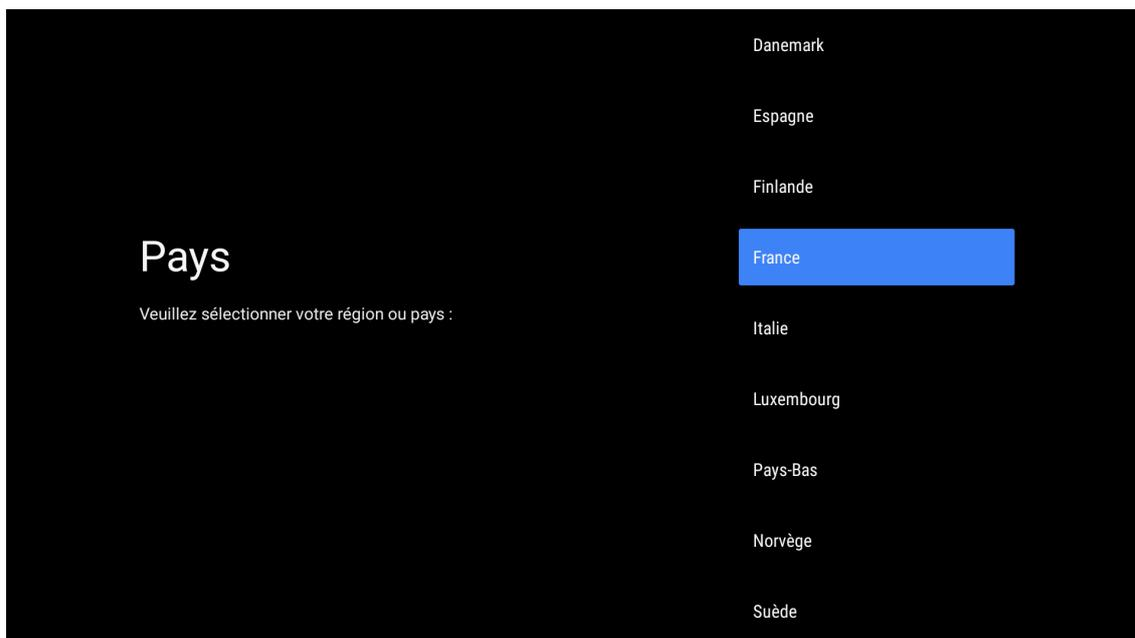 Pays
Veuillez sélectionner votre région ou pays :
Danemark
Espagne
Finlande
France
Italie
Luxembourg
Pays-Bas
Norvège
Suède